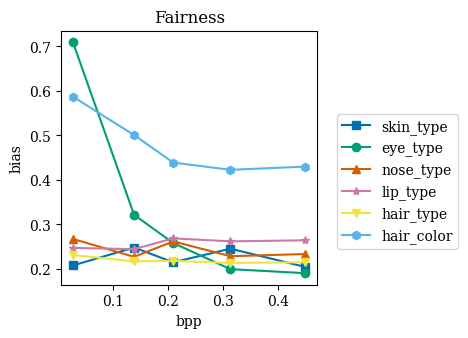 Fairness
0.7
0.6
0.5
0.4
0.3
0.2
bias
0.1
0.2
0.3
0.4
bpp
skin_type
eye_type
nose_type
lip_type
hair_type
hair_color